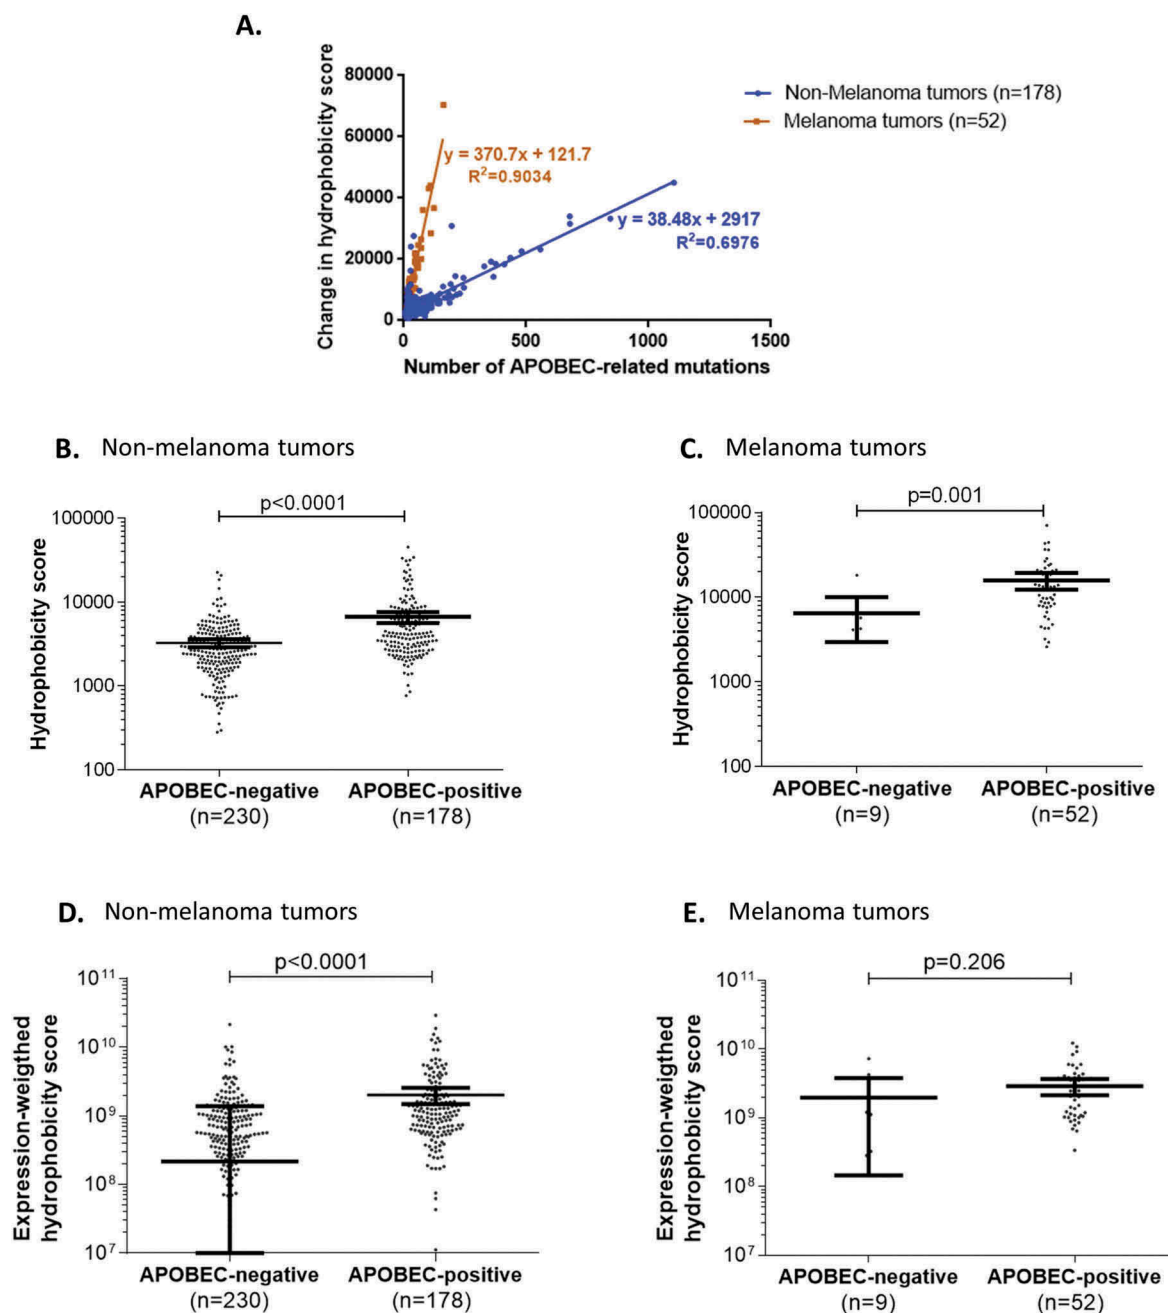 A.
Change in hydrophobicity score
80000
60000
40000
20000
0
0
500
1000
1500
Number of APOBEC-related mutations
y = 370.7x + 121.7
R²=0.9034
y = 38.48x + 2917
R²=0.6976
Non-Melanoma tumors (n=178)
Melanoma tumors (n=52)
B. Non-melanoma tumors
p<0.0001
Hydrophobicity score
100000
10000
1000
100
APOBEC-negative
(n=230)
APOBEC-positive
(n=178)
C. Melanoma tumors
p=0.001
Hydrophobicity score
100000
10000
1000
100
APOBEC-negative
(n=9)
APOBEC-positive
(n=52)
D. Non-melanoma tumors
p<0.0001
Expression-weigthed
hydrophobicity score
10¹¹
10¹⁰
10⁹
10⁸
10⁷
APOBEC-negative
(n=230)
APOBEC-positive
(n=178)
E. Melanoma tumors
p=0.206
Expression-weigthed
hydrophobicity score
10¹¹
10¹⁰
10⁹
10⁸
10⁷
APOBEC-negative
(n=9)
APOBEC-positive
(n=52)